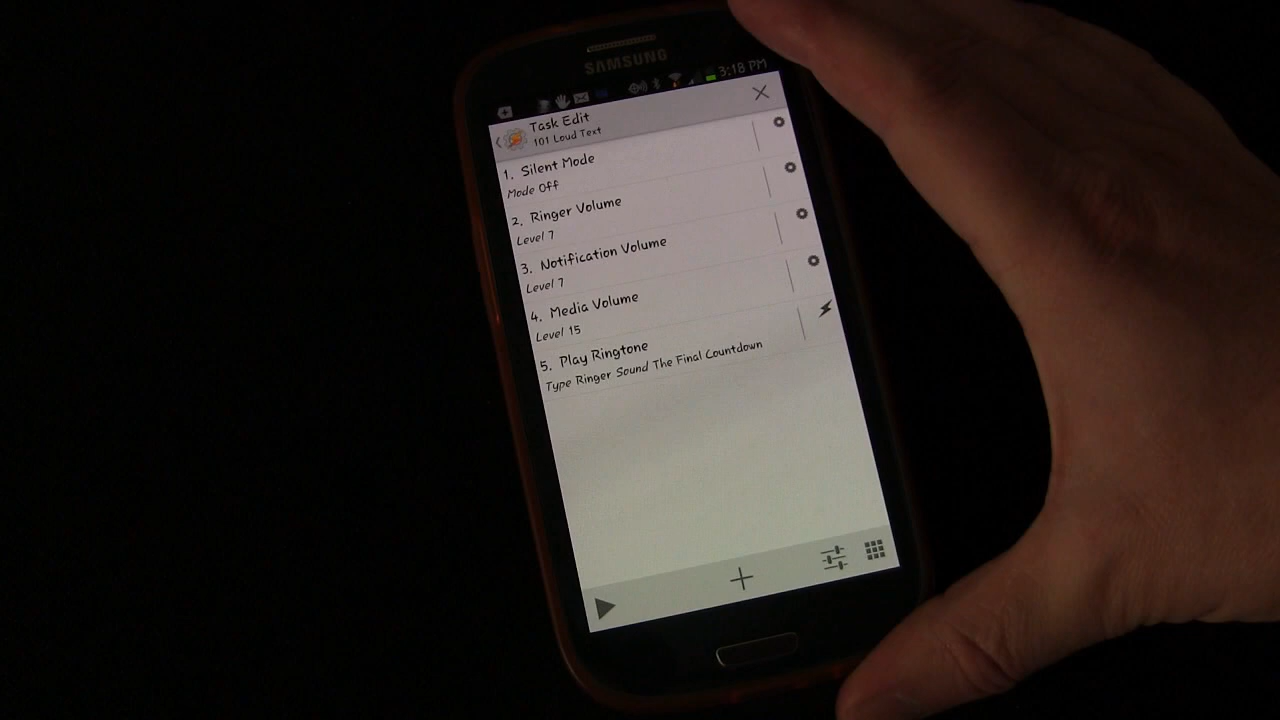 SAMSUNG
3:18 PM
Task Edit
101 Loud Text
1. Silent Mode
Mode Off
2. Ringer Volume
Level 7
3. Notification Volume
Level 7
4. Media Volume
Level 15
5. Play Ringtone
Type Ringer Sound The Final Countdown